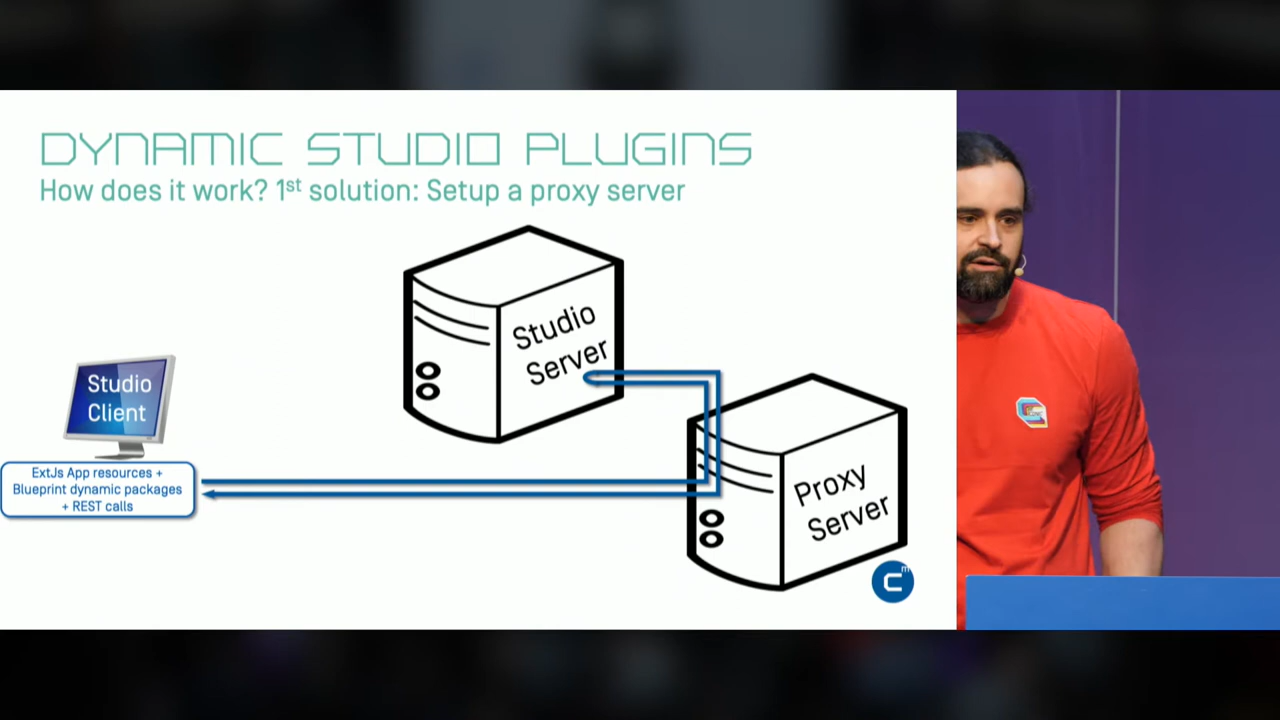 DYNAMIC STUDIO PLUGINS
How does it work? 1st solution: Setup a proxy server
Studio
Server
Studio
Client
ExtJs App resources +
Blueprint dynamic packages
+ REST calls
Proxy
Server
cm